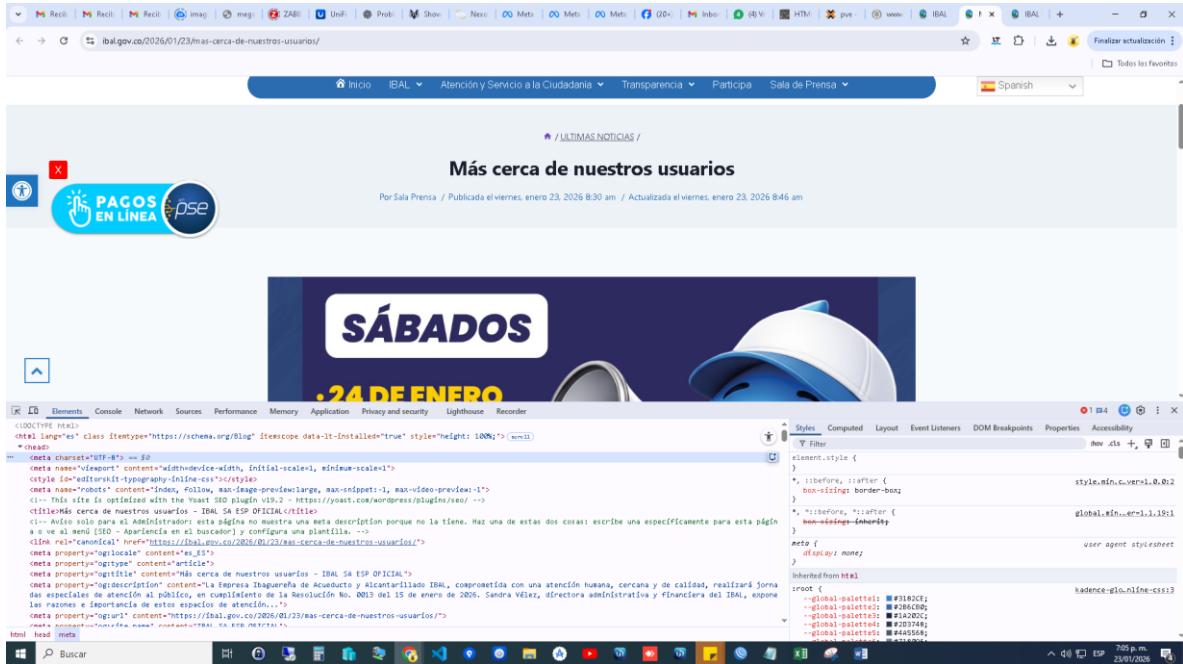 Recib
Recib
Recib
imag
mega
ZABE
UniFi
Probl
Show
Nexo
Meta
Meta
Meta
(20+)
Inbo
HTM
pve -
IBAL
IBAL
ibal.gov.co/2026/01/23/mas-cerca-de-nuestros-usuarios/
Finalizar actualización
Todos los favoritos
Inicio IBAL Atención y Servicio a la Ciudadanía Transparencia Participa Sala de Prensa
Spanish
/ ULTIMAS NOTICIAS /
Más cerca de nuestros usuarios
Por Sala Prensa / Publicada el viernes, enero 23, 2026 8:30 am / Actualizada el viernes, enero 23, 2026 8:46 am
X
PAGOS
EN LÍNEA
pse
SÁBADOS
· 24 DE ENERO
Elements Console Network Sources Performance Memory Application Privacy and security Lighthouse Recorder
1 4
<!DOCTYPE html>
<html lang="es" class itemtype="https://schema.org/Blog" itemscope data-lt-installed="true" style="height: 100%;"> scroll
<head>
<meta charset="UTF-8"> == $0
<meta name="viewport" content="width=device-width, initial-scale=1, minimum-scale=1">
<style id="editorskit-typography-inline-css"></style>
<meta name="robots" content="index, follow, max-image-preview:large, max-snippet:-1, max-video-preview:-1">
<!-- This site is optimized with the Yoast SEO plugin v19.2 - https://yoast.com/wordpress/plugins/seo/ -->
<title>Más cerca de nuestros usuarios - IBAL SA ESP OFICIAL</title>
<!-- Aviso solo para el Administrador: esta página no muestra una meta description porque no la tiene. Haz una de estas dos cosas: escribe una específicamente para esta págin
a o ve al menú [SEO - Apariencia en el buscador] y configura una plantilla. -->
<link rel="canonical" href="https://ibal.gov.co/2026/01/23/mas-cerca-de-nuestros-usuarios/">
<meta property="og:locale" content="es_ES">
<meta property="og:type" content="article">
<meta property="og:title" content="Más cerca de nuestros usuarios - IBAL SA ESP OFICIAL">
<meta property="og:description" content="La Empresa Ibaguereña de Acueducto y Alcantarillado IBAL, comprometida con una atención humana, cercana y de calidad, realizará jorna
das especiales de atención al público, en cumplimiento de la Resolución No. 0013 del 15 de enero de 2026. Sandra Vélez, directora administrativa y financiera del IBAL, expone
las razones e importancia de estos espacios de atención...">
<meta property="og:url" content="https://ibal.gov.co/2026/01/23/mas-cerca-de-nuestros-usuarios/">
<meta property="og:site_name" content="IBAL SA ESP OFICIAL">
html head meta
Styles Computed Layout Event Listeners DOM Breakpoints Properties Accessibility
Filter
:hov .cls
element.style {
}
*, ::before, ::after { style.min.c…ver=1.0.0:2
box-sizing: border-box;
}
*, *::before, ::after { global.min.…er=1.1.19:1
box-sizing: inherit;
}
meta { user agent stylesheet
display: none;
}
Inherited from html
:root { kadence-glo…nline-css:3
--global-palette1: #3182CE;
--global-palette2: #2B6CB0;
--global-palette3: #1A202C;
--global-palette4: #2D3748;
--global-palette5: #4A5568;
Buscar
ESP
7:05 p. m.
23/01/2026